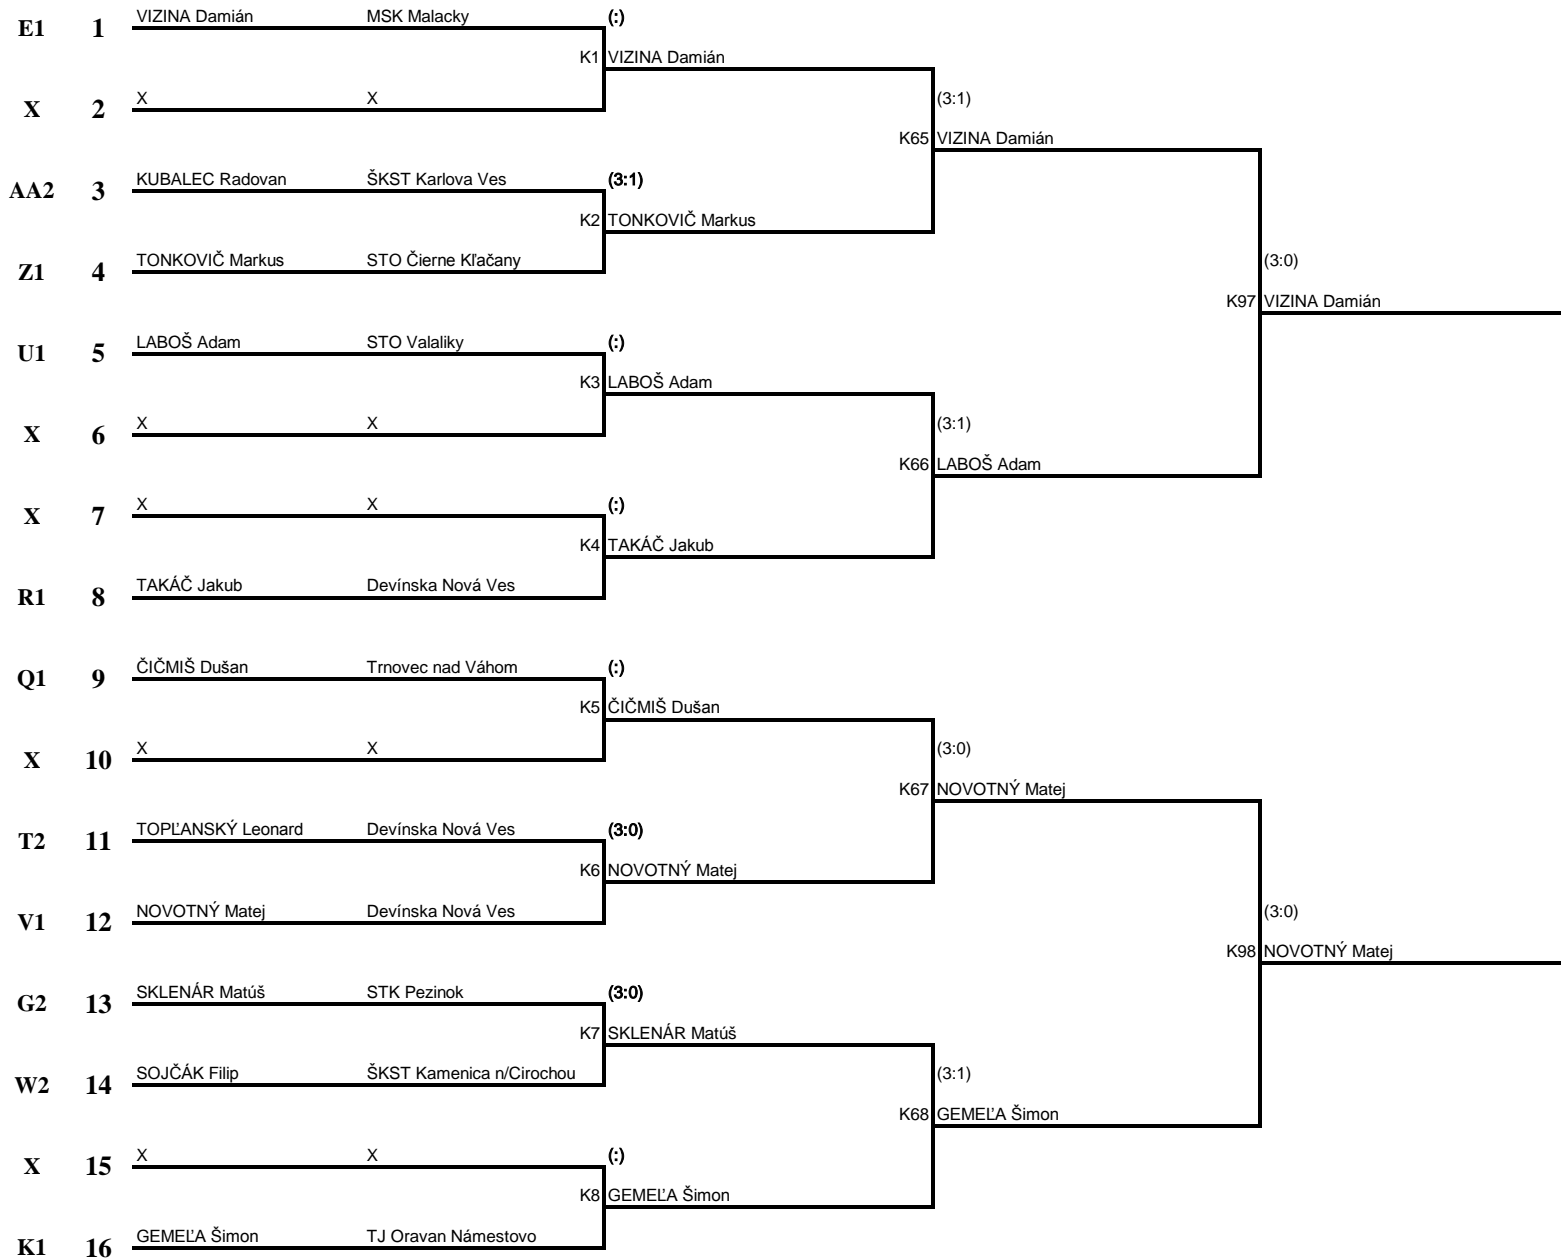 E1 1 VIZINA Damián MSK Malacky (:)
K1 VIZINA Damián
X 2 X X (3:1)
K65 VIZINA Damián
AA2 3 KUBALEC Radovan ŠKST Karlova Ves (3:1)
K2 TONKOVIČ Markus
Z1 4 TONKOVIČ Markus STO Čierne Kľačany (3:0)
K97 VIZINA Damián
U1 5 LABOŠ Adam STO Valaliky (:)
K3 LABOŠ Adam
X 6 X X (3:1)
K66 LABOŠ Adam
X 7 X X (:)
K4 TAKÁČ Jakub
R1 8 TAKÁČ Jakub Devínska Nová Ves
Q1 9 ČIČMIŠ Dušan Trnovec nad Váhom (:)
K5 ČIČMIŠ Dušan
X 10 X X (3:0)
K67 NOVOTNÝ Matej
T2 11 TOPĽANSKÝ Leonard Devínska Nová Ves (3:0)
K6 NOVOTNÝ Matej
V1 12 NOVOTNÝ Matej Devínska Nová Ves (3:0)
K98 NOVOTNÝ Matej
G2 13 SKLENÁR Matúš STK Pezinok (3:0)
K7 SKLENÁR Matúš
W2 14 SOJČÁK Filip ŠKST Kamenica n/Cirochou (3:1)
K68 GEMEĽA Šimon
X 15 X X (:)
K8 GEMEĽA Šimon
K1 16 GEMEĽA Šimon TJ Oravan Námestovo